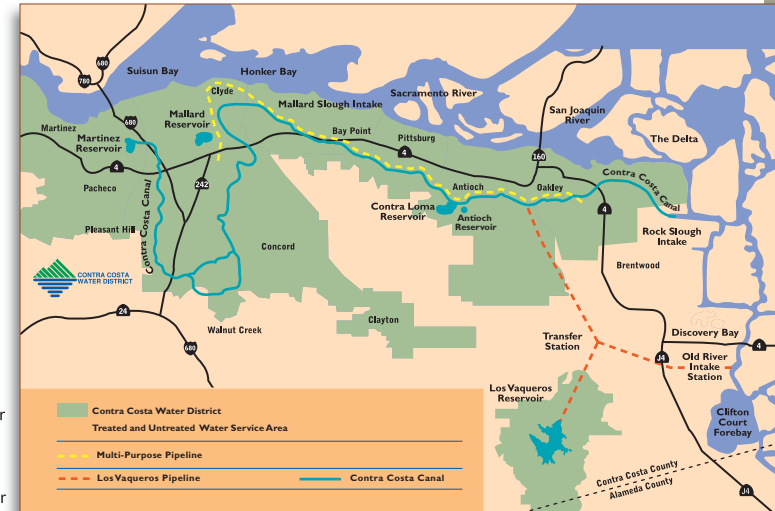 680
780
Suisun Bay
Honker Bay
Clyde
Sacramento River
Mallard Slough Intake
San Joaquin
River
680
Mallard
Reservoir
Martinez
Martinez
Reservoir
Bay Point
Pittsburg
The Delta
4
160
4
242
Pacheco
Contra Costa Canal
Antioch
Oakley
Contra Costa
Canal
Contra Loma
Reservoir
Antioch
Reservoir
4
Pleasant Hill
Rock Slough
Intake
Concord
Brentwood
CONTRA COSTA
WATER DISTRICT
24
Clayton
Walnut Creek
680
Transfer
Station
Discovery Bay
4
J4
Old River
Intake
Station
Los Vaqueros
Reservoir
Clifton
Court
Forebay
Contra Costa Water District
Treated and Untreated Water Service Area
Multi-Purpose Pipeline
Los Vaqueros Pipeline
Contra Costa Canal
Contra Costa County
Alameda County
J4
r
r